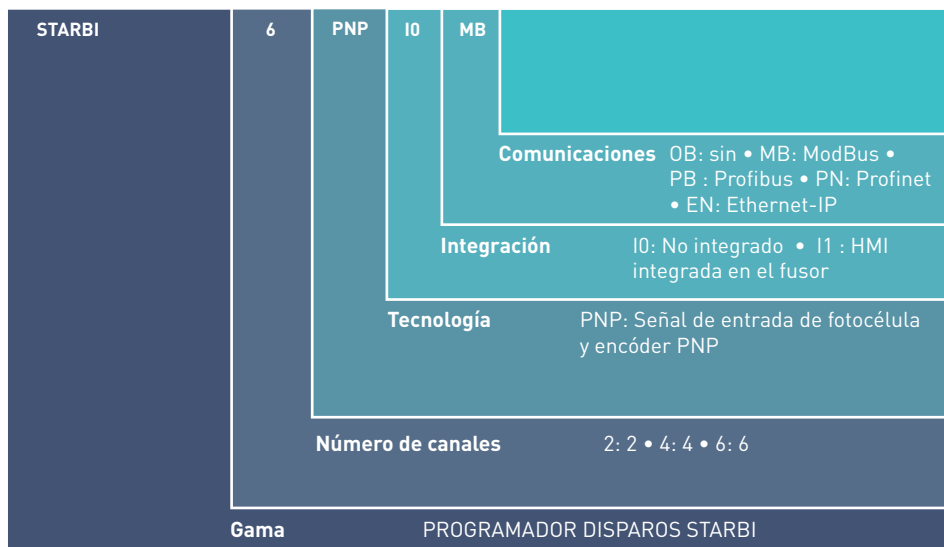 STARBI 6 PNP I0 MB
Comunicaciones OB: sin • MB: ModBus •
PB : Profibus • PN: Profinet
• EN: Ethernet-IP
Integración I0: No integrado • I1 : HMI
integrada en el fusor
Tecnología PNP: Señal de entrada de fotocélula
y encóder PNP
Número de canales 2: 2 • 4: 4 • 6: 6
Gama PROGRAMADOR DISPAROS STARBI